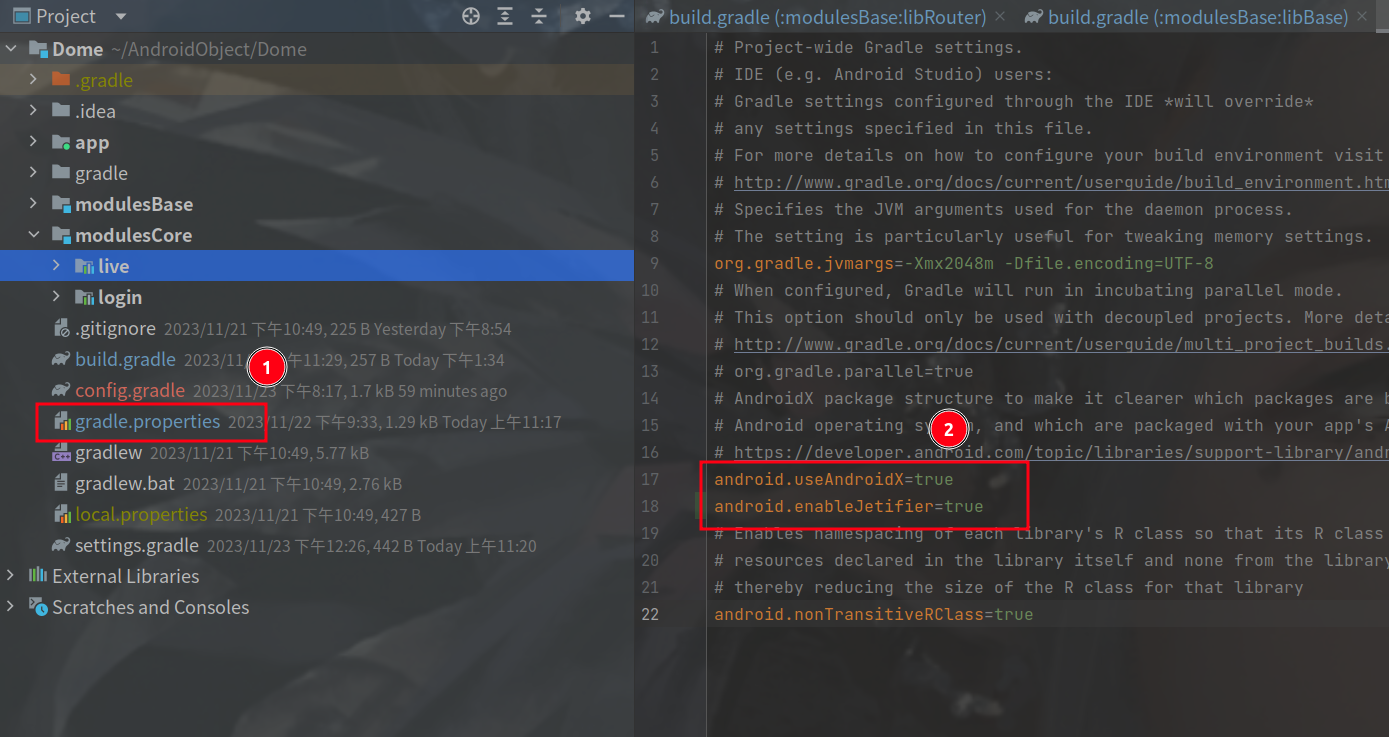 Project
build.gradle (:modulesBase:libRouter)
build.gradle (:modulesBase:libBase)
Dome ~/AndroidObject/Dome
.gradle
.idea
app
gradle
modulesBase
modulesCore
live
login
.gitignore 2023/11/21 下午10:49, 225 B Yesterday 下午8:54
build.gradle 2023/11/ 午11:29, 257 B Today 下午1:34
config.gradle 2023/11/23 下午8:17, 1.7 kB 59 minutes ago
gradle.properties 2023/11/22 下午9:33, 1.29 kB Today 上午11:17
gradlew 2023/11/21 下午10:49, 5.77 kB
gradlew.bat 2023/11/21 下午10:49, 2.76 kB
local.properties 2023/11/21 下午10:49, 427 B
settings.gradle 2023/11/23 下午12:26, 442 B Today 上午11:20
External Libraries
Scratches and Consoles
1
1 # Project-wide Gradle settings.
2 # IDE (e.g. Android Studio) users:
3 # Gradle settings configured through the IDE *will override*
4 # any settings specified in this file.
5 # For more details on how to configure your build environment visit
6 # http://www.gradle.org/docs/current/userguide/build_environment.htm
7 # Specifies the JVM arguments used for the daemon process.
8 # The setting is particularly useful for tweaking memory settings.
9 org.gradle.jvmargs=-Xmx2048m -Dfile.encoding=UTF-8
10 # When configured, Gradle will run in incubating parallel mode.
11 # This option should only be used with decoupled projects. More deta
12 # http://www.gradle.org/docs/current/userguide/multi_project_builds.
13 # org.gradle.parallel=true
14 # AndroidX package structure to make it clearer which packages are b
15 # Android operating sy m, and which are packaged with your app's A
16 # https://developer.android.com/topic/libraries/support-library/andr
17 android.useAndroidX=true
18 android.enableJetifier=true
19 # Enables namespacing of each library's R class so that its R class
20 # resources declared in the library itself and none from the library
21 # thereby reducing the size of the R class for that library
22 android.nonTransitiveRClass=true
2